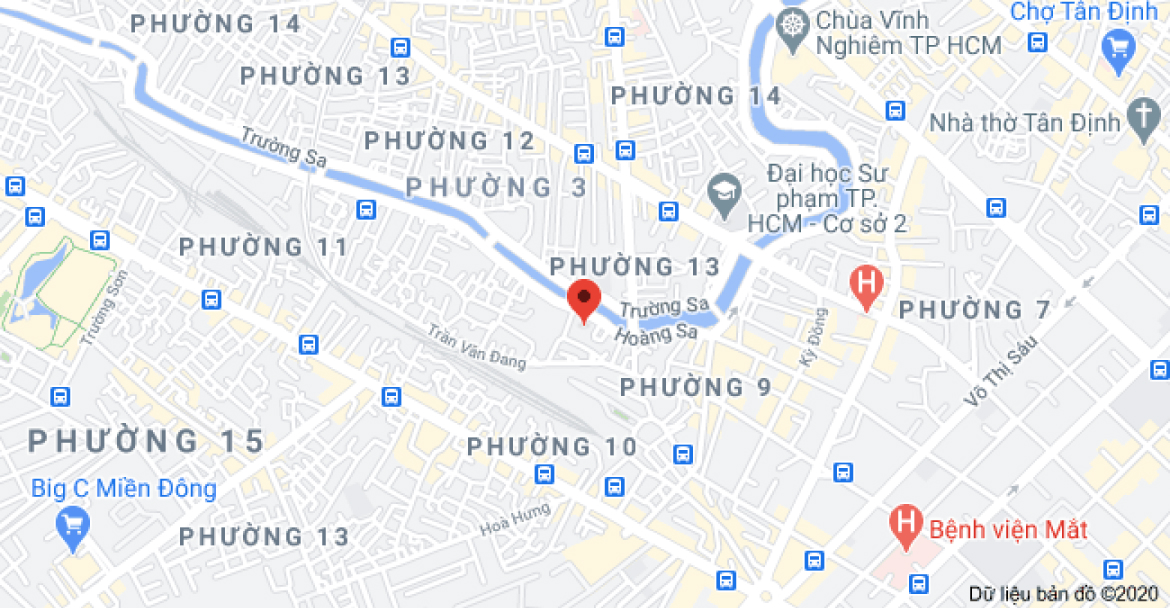 Chợ Tân Định
PHƯỜNG 14
Chùa Vĩnh
Nghiêm TP HCM
PHƯỜNG 13
PHƯỜNG 14
Nhà thờ Tân Định
Trường Sa
PHƯỜNG 12
Đại học Sư
phạm TP.
HCM - Cơ sở 2
PHƯỜNG 3
PHƯỜNG 11
PHƯỜNG 13
Trường Sơn
Trường Sa
Hoàng Sa
H
PHƯỜNG 7
Kỳ Đồng
Trần Văn Đang
Võ Thị Sáu
PHƯỜNG 9
PHƯỜNG 15
PHƯỜNG 10
Big C Miền Đông
Hoà Hưng
PHƯỜNG 13
H
Bệnh viện Mắt
Dữ liệu bản đồ ©2020